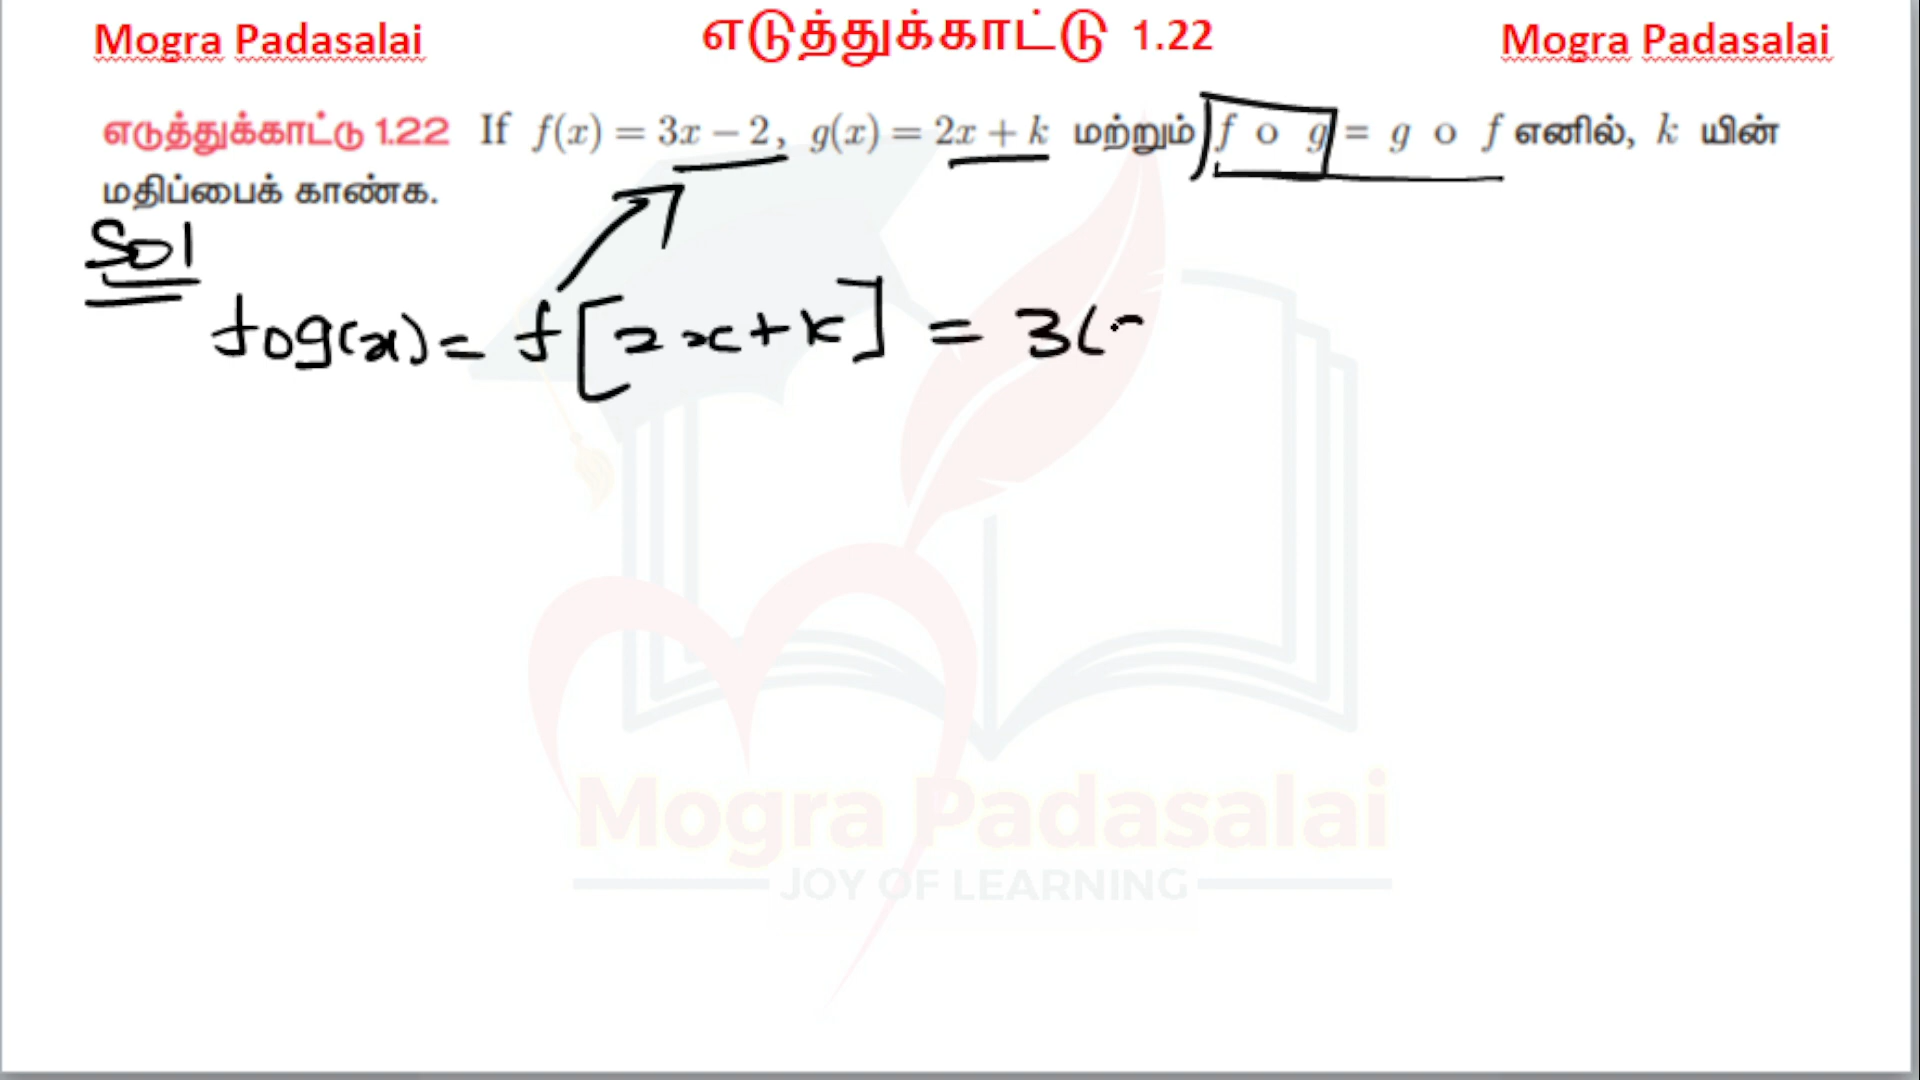 Mogra Padasalai எடுத்துக்காட்டு 1.22 Mogra Padasalai
எடுத்துக்காட்டு 1.22 If f(x) = 3x − 2, g(x) = 2x + k மற்றும் f o g = g o f எனில், k யின்
மதிப்பைக் காண்க.
Sol
fog(x) = f[2x+k] = 3(
Mogra Padasalai
JOY OF LEARNING